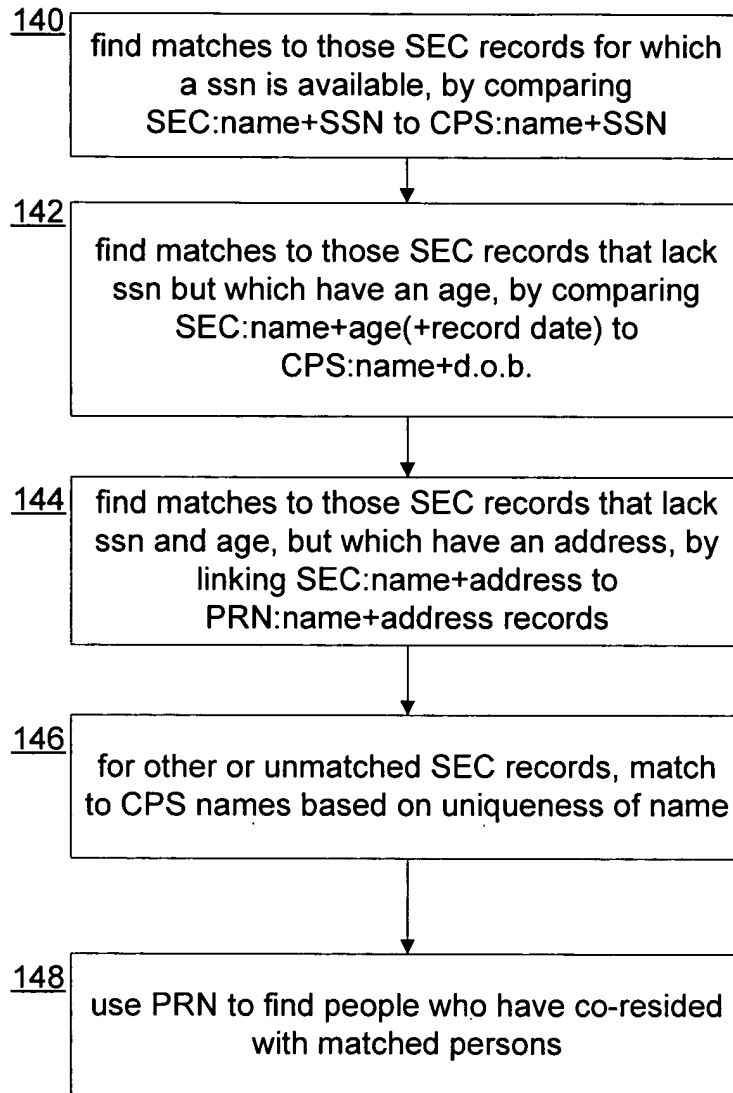 140
find matches to those SEC records for which
a ssn is available, by comparing
SEC:name+SSN to CPS:name+SSN
142
find matches to those SEC records that lack
ssn but which have an age, by comparing
SEC:name+age(+record date) to
CPS:name+d.o.b.
144
find matches to those SEC records that lack
ssn and age, but which have an address, by
linking SEC:name+address to
PRN:name+address records
146
for other or unmatched SEC records, match
to CPS names based on uniqueness of name
148
use PRN to find people who have co-resided
with matched persons